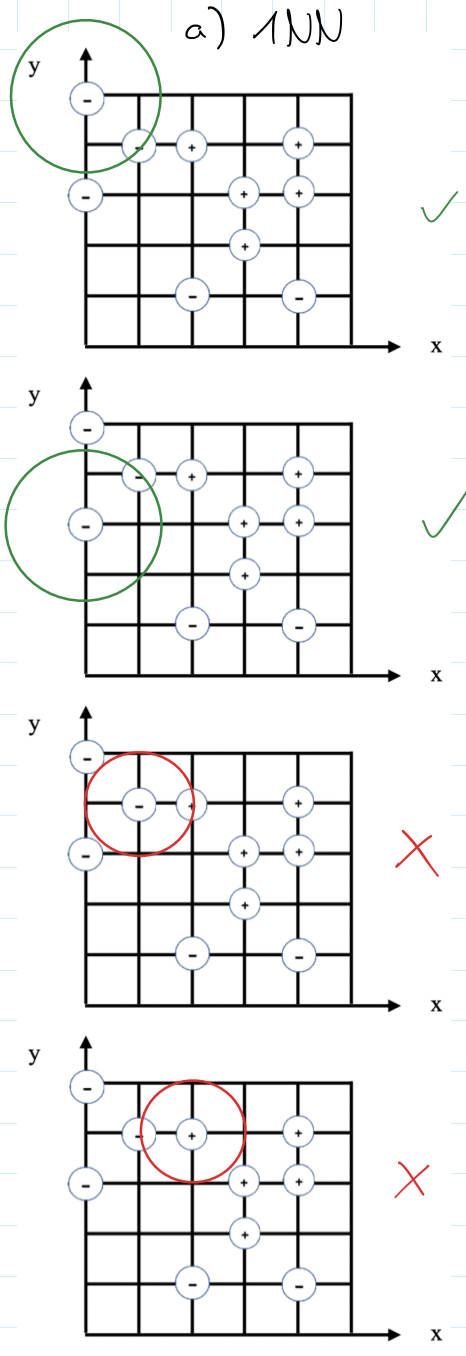 a) 1NN
y
-
- + +
- + +
+
- -
x
y
-
- + +
- + +
+
- -
x
y
-
- + +
- + +
+
- -
x
y
-
- + +
- + +
+
- -
x